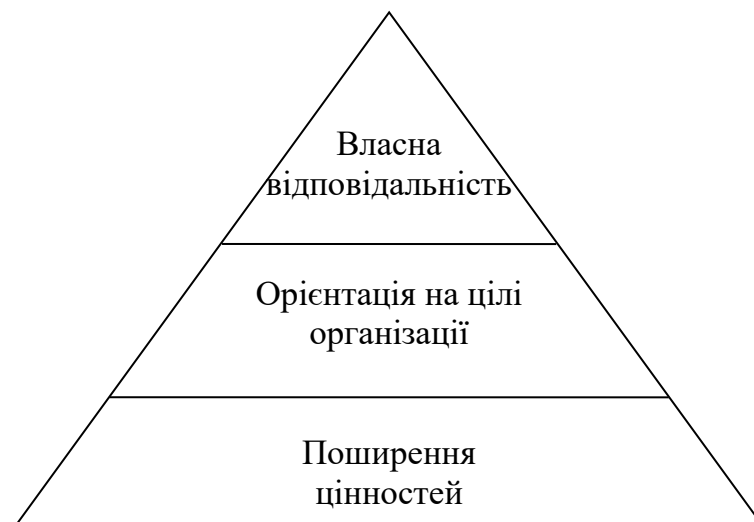 Власна
відповідальність
Орієнтація на цілі
організації
Поширення
цінностей